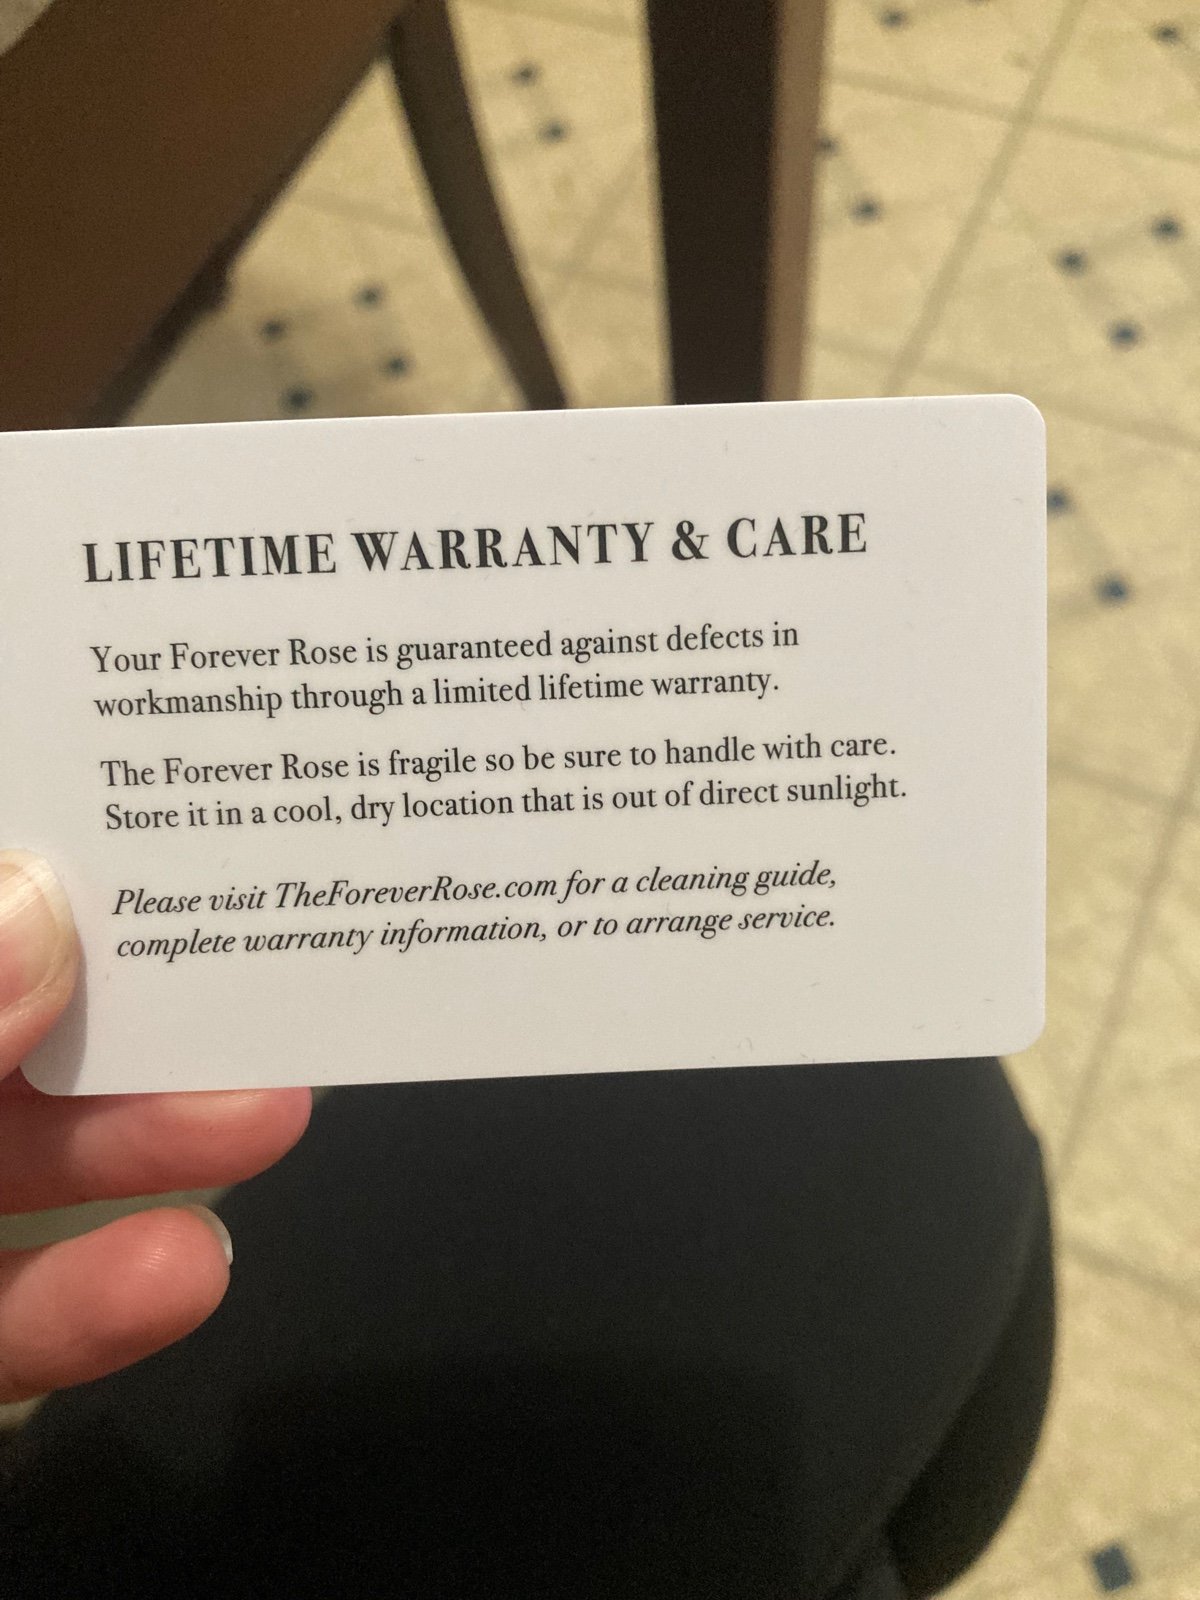 LIFETIME WARRANTY & CARE
Your Forever Rose is guaranteed against defects in
workmanship through a limited lifetime warranty.
The Forever Rose is fragile so be sure to handle with care.
Store it in a cool, dry location that is out of direct sunlight.
Please visit TheForeverRose.com for a cleaning guide,
complete warranty information, or to arrange service.